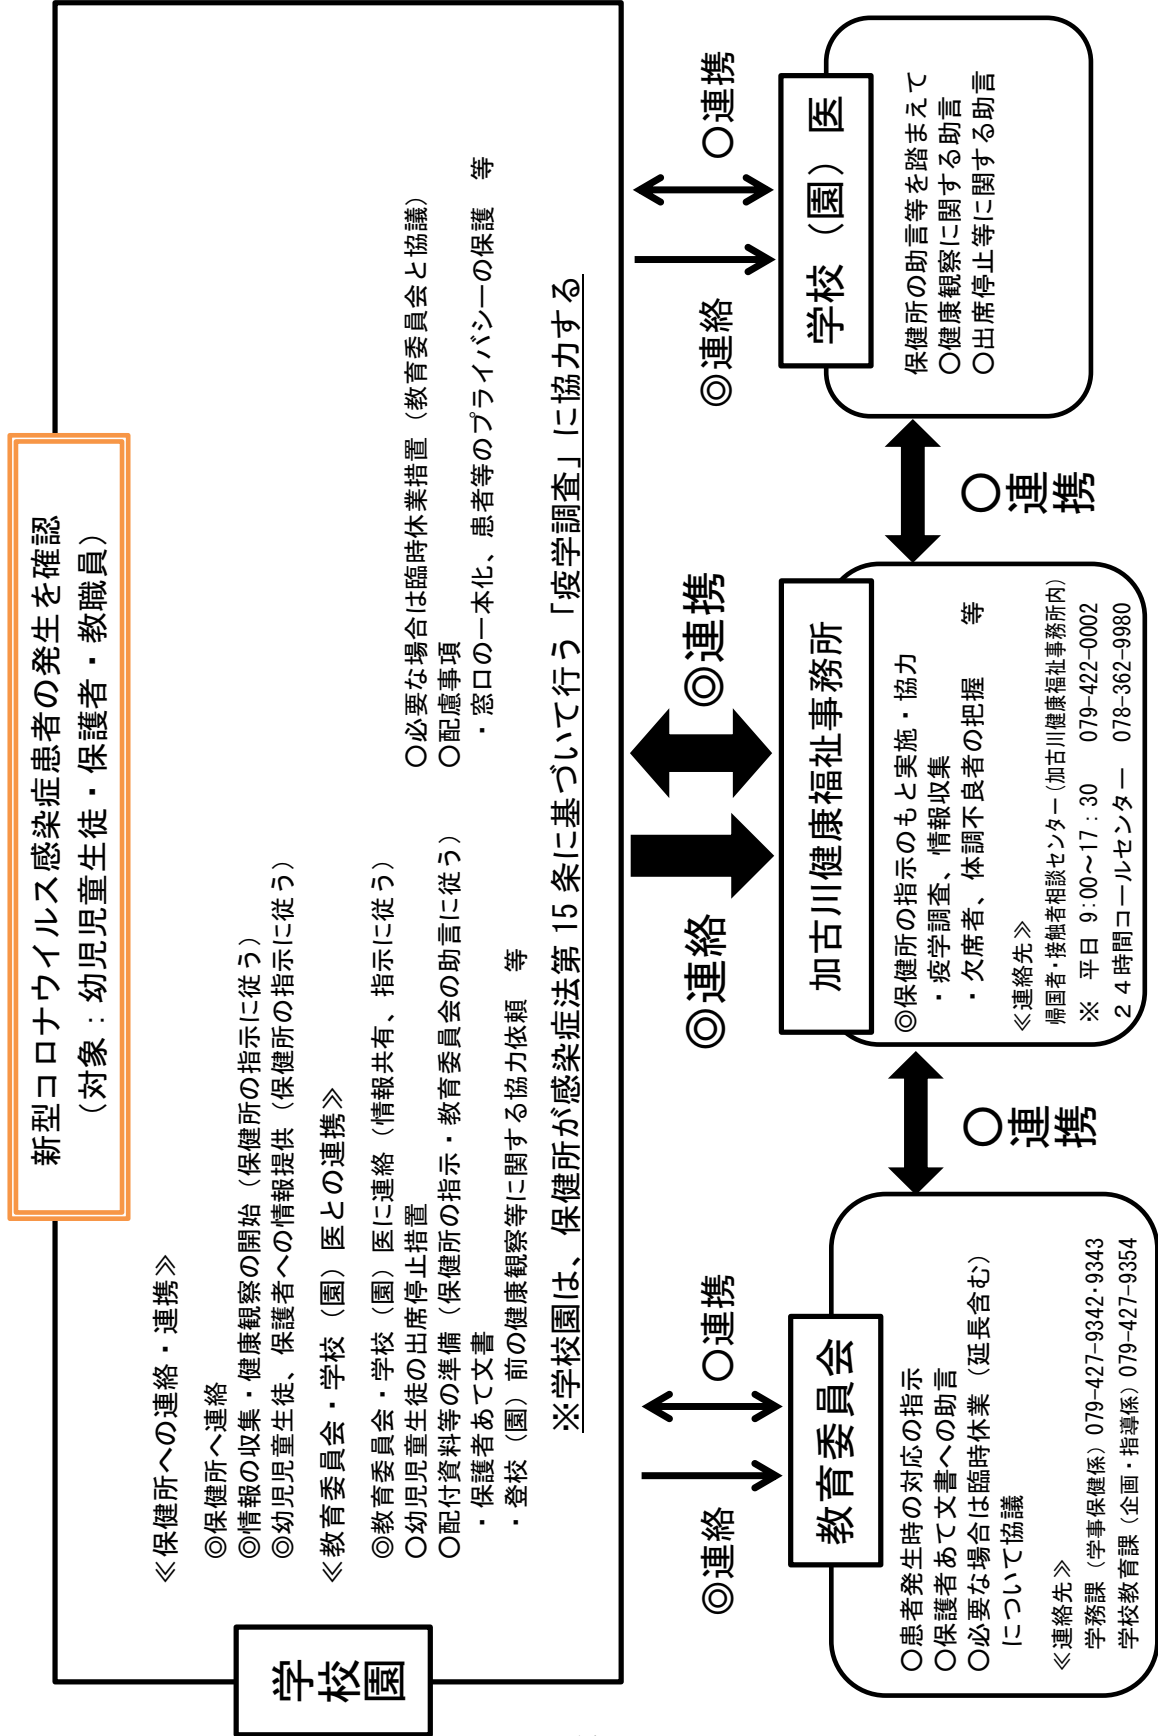 新型コロナウイルス感染症患者の発生を確認
（対象：幼児児童生徒・保護者・教職員）
学校園
≪保健所への連絡・連携≫
◎保健所へ連絡
◎情報の収集・健康観察の開始（保健所の指示に従う）
◎幼児児童生徒、保護者への情報提供（保健所の指示に従う）
≪教育委員会・学校（園）医との連携≫
◎教育委員会・学校（園）医に連絡（情報共有、指示に従う）
○幼児児童生徒の出席停止措置
○配付資料等の準備（保健所の指示・教育委員会の助言に従う）
・保護者あて文書
・登校（園）前の健康観察等に関する協力依頼　等
○必要な場合は臨時休業措置（教育委員会と協議）
○配慮事項
・窓口の一本化、患者等のプライバシーの保護　等
※学校園は、保健所が感染症法第 15 条に基づいて行う「疫学調査」に協力する
◎連絡
○連携
◎連絡
◎連携
◎連絡
○連携
教育委員会
○患者発生時の対応の指示
○保護者あて文書への助言
○必要な場合は臨時休業（延長含む）
について協議
≪連絡先≫
学務課（学事保健係）079-427-9342・9343
学校教育課（企画・指導係）079-427-9354
○連携
加古川健康福祉事務所
◎保健所の指示のもと実施・協力
・疫学調査、情報収集
・欠席者、体調不良者の把握　等
≪連絡先≫
帰国者・接触者相談センター（加古川健康福祉事務所内）
※　平日 9:00～17：30　079-422-0002
２４時間コールセンター　078-362-9980
○連携
学校（園）医
保健所の助言等を踏まえて
○健康観察に関する助言
○出席停止等に関する助言